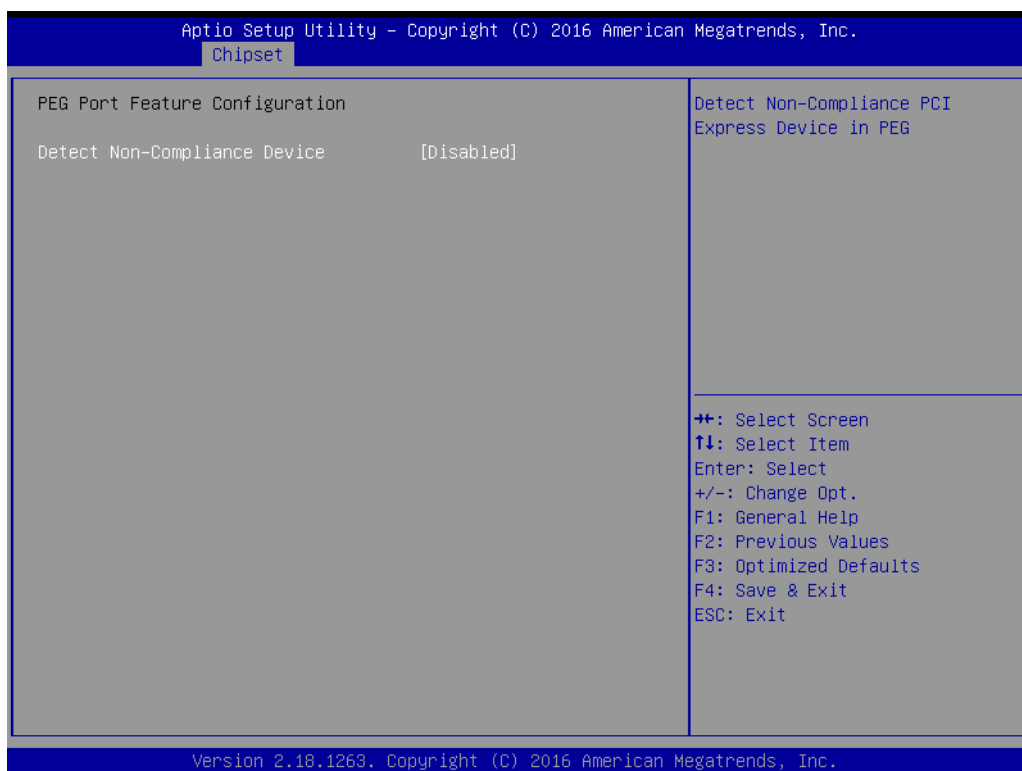 Aptio Setup Utility – Copyright (C) 2016 American Megatrends, Inc.
Chipset
PEG Port Feature Configuration
Detect Non-Compliance Device [Disabled]
Detect Non-Compliance PCI
Express Device in PEG
→←: Select Screen
↑↓: Select Item
Enter: Select
+/-: Change Opt.
F1: General Help
F2: Previous Values
F3: Optimized Defaults
F4: Save & Exit
ESC: Exit
Version 2.18.1263. Copyright (C) 2016 American Megatrends, Inc.